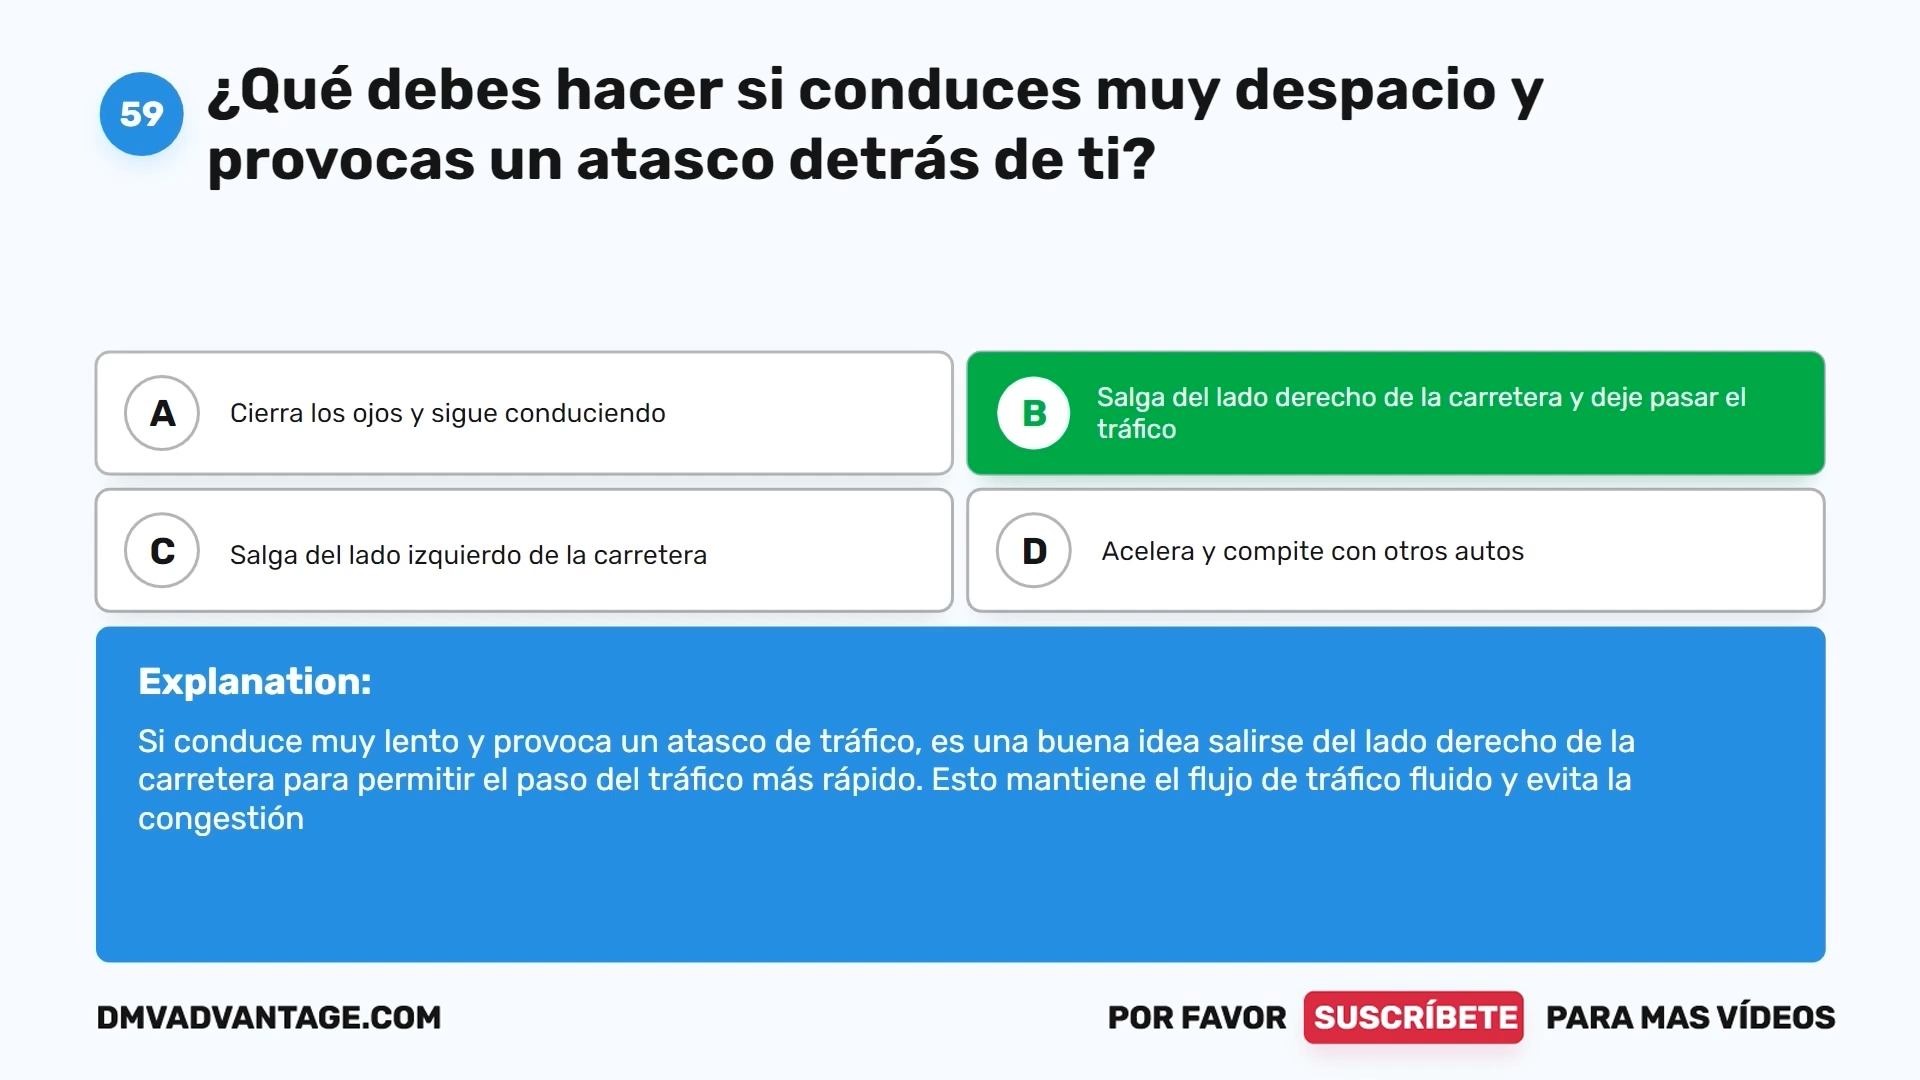 59
¿Qué debes hacer si conduces muy despacio y
provocas un atasco detrás de ti?
A
Cierra los ojos y sigue conduciendo
B
Salga del lado derecho de la carretera y deje pasar el
tráfico
C
Salga del lado izquierdo de la carretera
D
Acelera y compite con otros autos
Explanation:
Si conduce muy lento y provoca un atasco de tráfico, es una buena idea salirse del lado derecho de la
carretera para permitir el paso del tráfico más rápido. Esto mantiene el flujo de tráfico fluido y evita la
congestión
DMVADVANTAGE.COM
POR FAVOR SUSCRÍBETE PARA MAS VÍDEOS